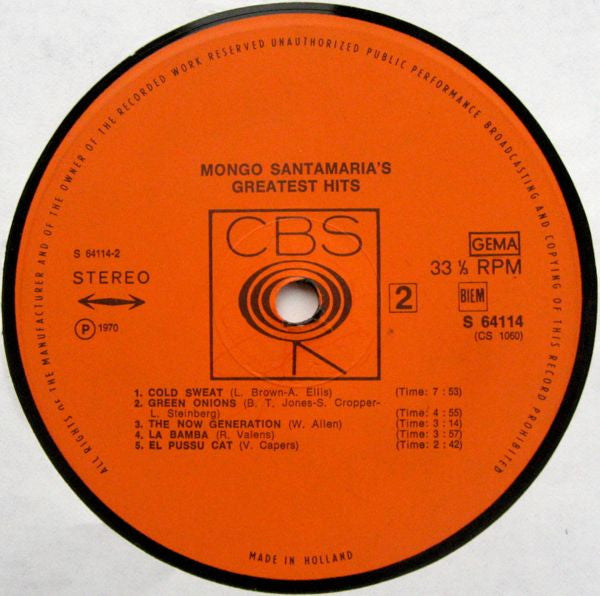 ALL RIGHTS OF THE MANUFACTURER AND OF THE OWNER OF THE RECORDED WORK RESERVED UNAUTHORIZED PUBLIC PERFORMANCE BROADCASTING AND COPYING OF THIS RECORD PROHIBITED
MONGO SANTAMARIA'S
GREATEST HITS
CBS
S 64114-2
STEREO
℗ 1970
GEMA
33 ⅓ RPM
2
BIEM
S 64114
(CS 1060)
1. COLD SWEAT (L. Brown-A. Ellis) (Time: 7 : 53)
2. GREEN ONIONS (B. T. Jones-S. Cropper-
L. Steinberg) (Time: 4 : 55)
3. THE NOW GENERATION (W. Allen) (Time: 3 : 14)
4. LA BAMBA (R. Valens) (Time: 3 : 57)
5. EL PUSSU CAT (V. Capers) (Time: 2 : 42)
MADE IN HOLLAND